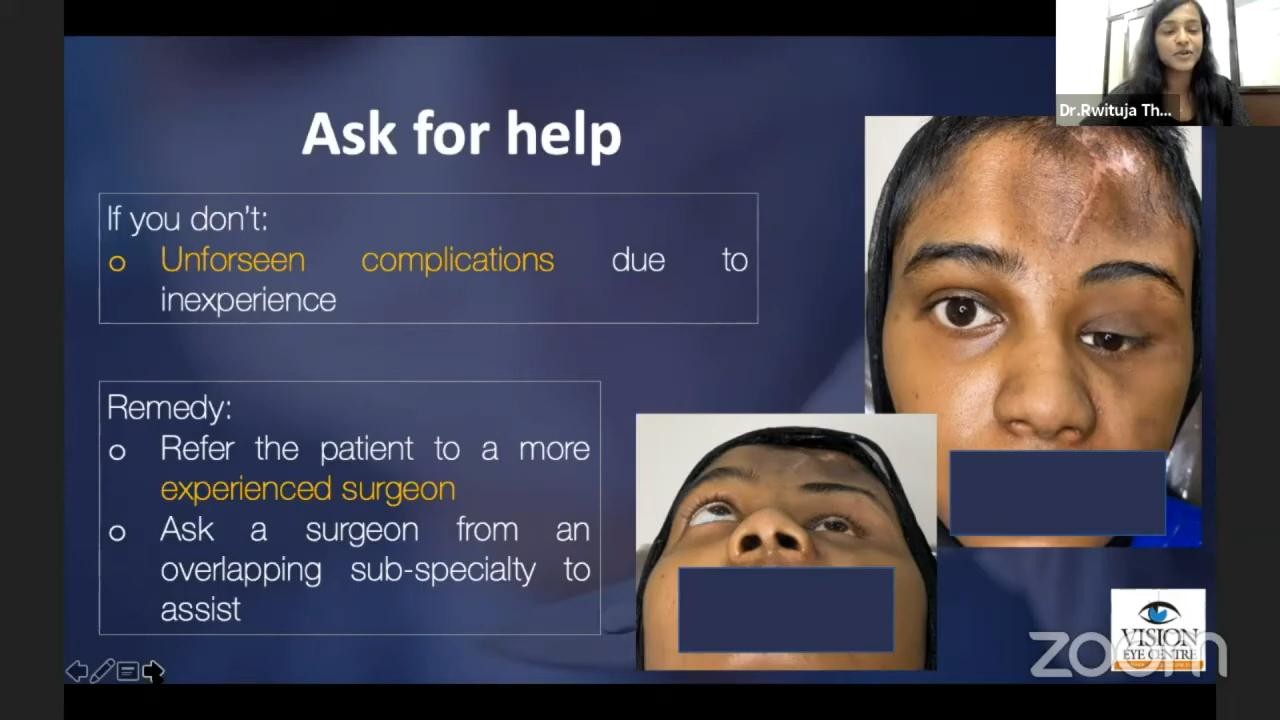 Dr.Rwituja Th...
Ask for help
If you don't:
o Unforseen complications due to
inexperience
Remedy:
o Refer the patient to a more
experienced surgeon
o Ask a surgeon from an
overlapping sub-specialty to
assist
VISION
EYE CENTRE
zoom